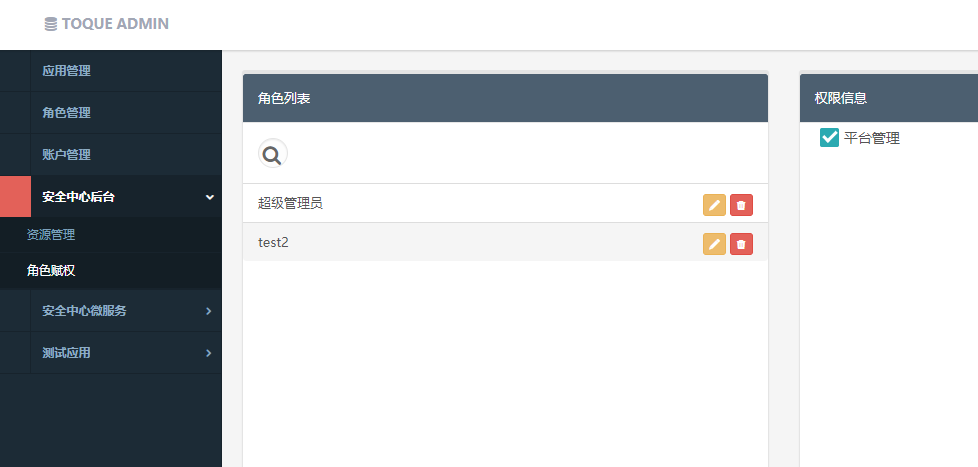 TOQUE ADMIN
应用管理
角色管理
账户管理
安全中心后台
资源管理
角色赋权
安全中心微服务
测试应用
角色列表
超级管理员
test2
权限信息
平台管理